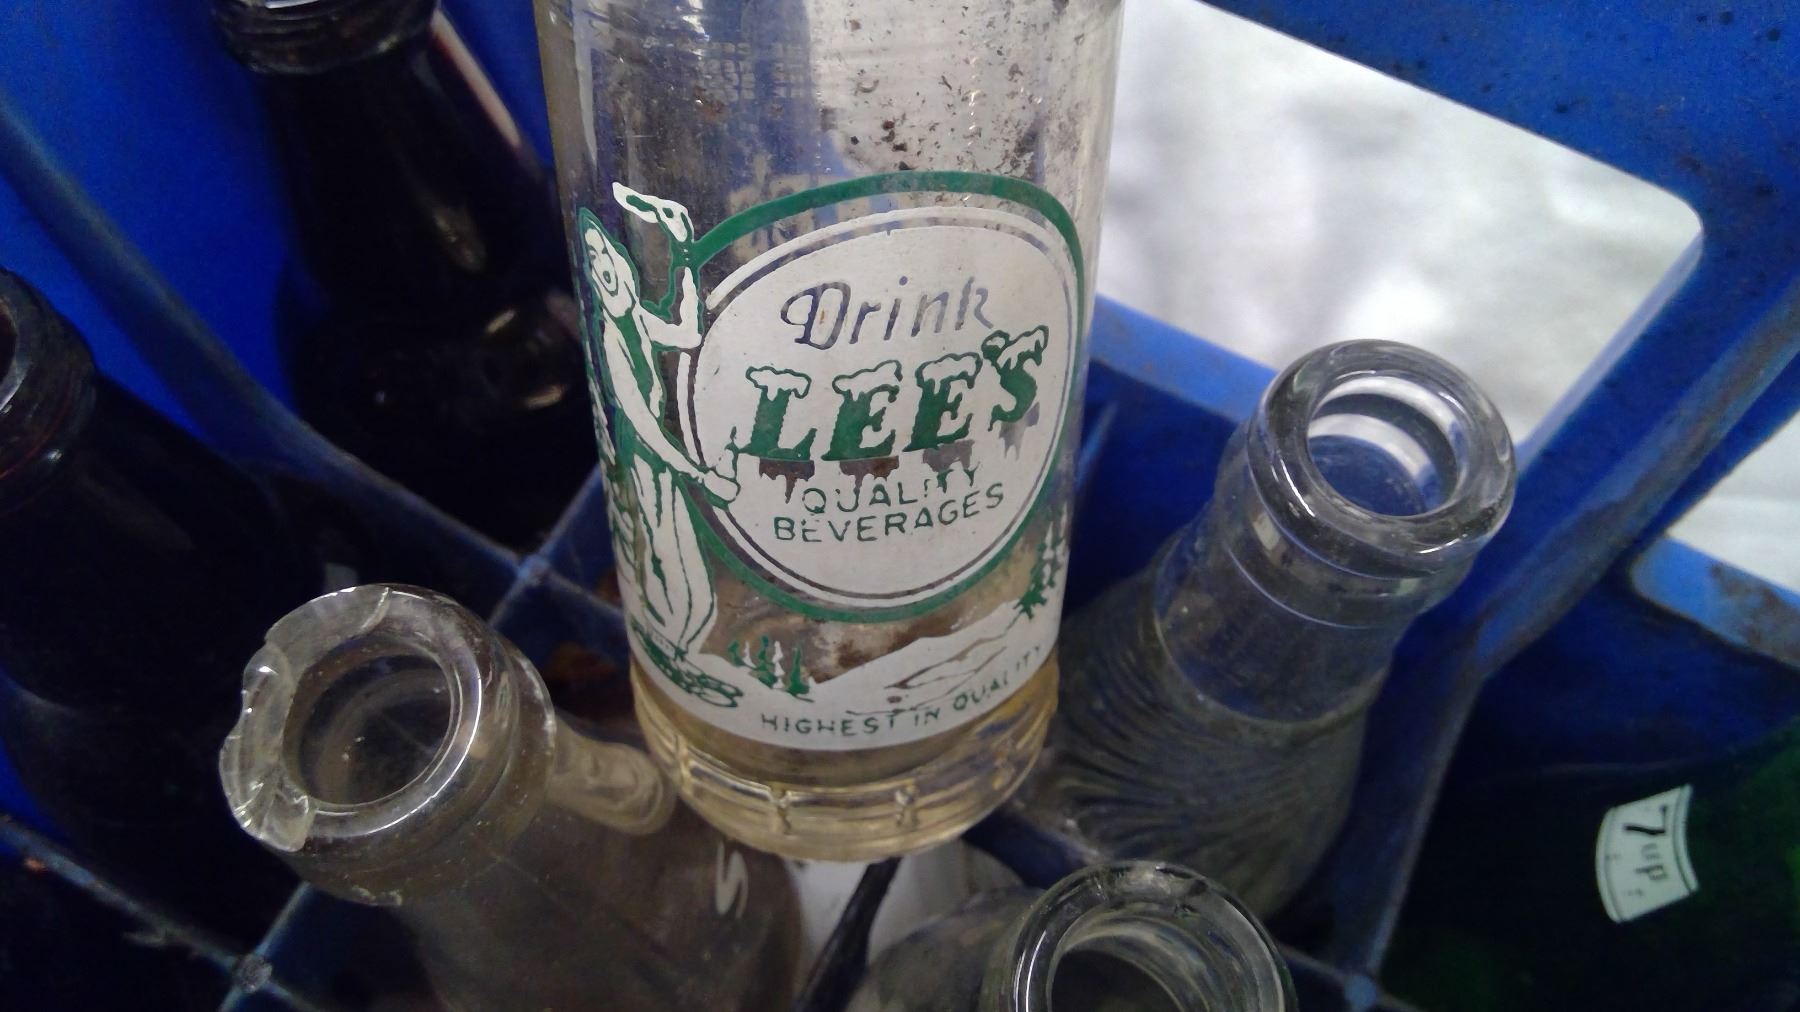 Drink
LEE'S
QUALITY
BEVERAGES
HIGHEST IN QUALITY
7up
S